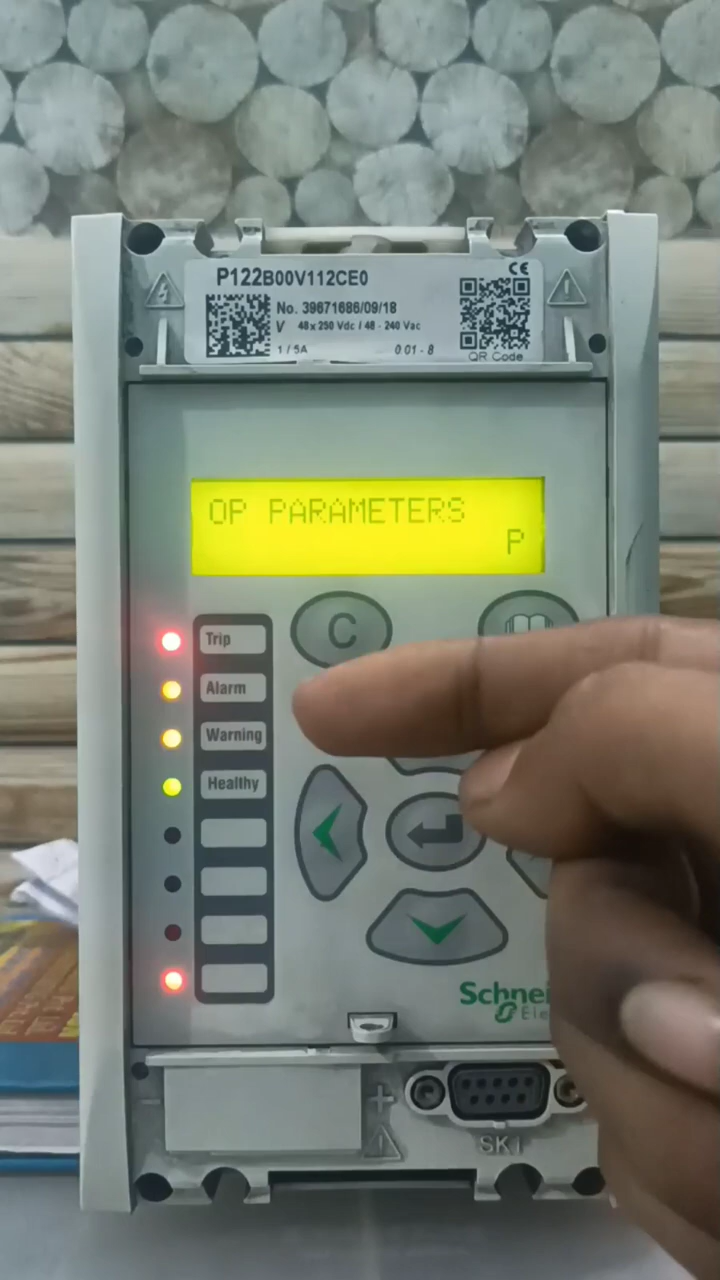 P122B00V112CE0
CE
No. 39671686/09/18
V 48 x 250 Vdc / 48 - 240 Vac
1 / 5A 0.01 - 8
QR Code
OP PARAMETERS
P
C
Trip
Alarm
Warning
Healthy
Schnei
Ele
- +
SK1